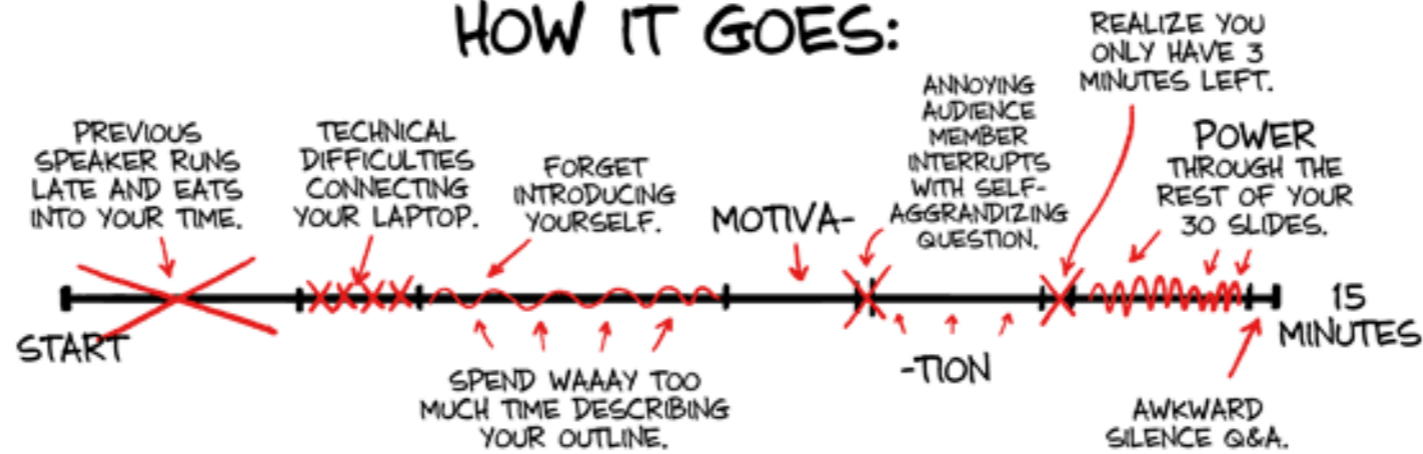 HOW IT GOES:
PREVIOUS
SPEAKER RUNS
LATE AND EATS
INTO YOUR TIME.
TECHNICAL
DIFFICULTIES
CONNECTING
YOUR LAPTOP.
FORGET
INTRODUCING
YOURSELF.
MOTIVA-
ANNOYING
AUDIENCE
MEMBER
INTERRUPTS
WITH SELF-
AGGRANDIZING
QUESTION.
REALIZE YOU
ONLY HAVE 3
MINUTES LEFT.
POWER
THROUGH THE
REST OF YOUR
30 SLIDES.
START
SPEND WAAAY TOO
MUCH TIME DESCRIBING
YOUR OUTLINE.
-TION
AWKWARD
SILENCE Q&A.
15
MINUTES